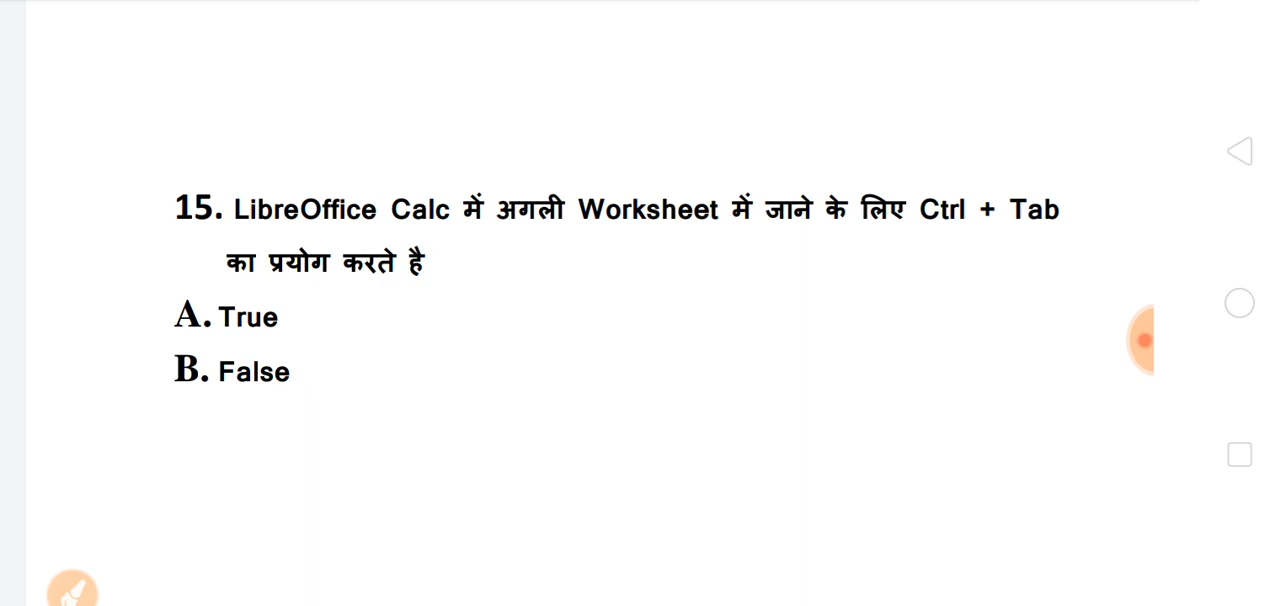 15. LibreOffice Calc में अगली Worksheet में जाने के लिए Ctrl + Tab
का प्रयोग करते है
A. True
B. False